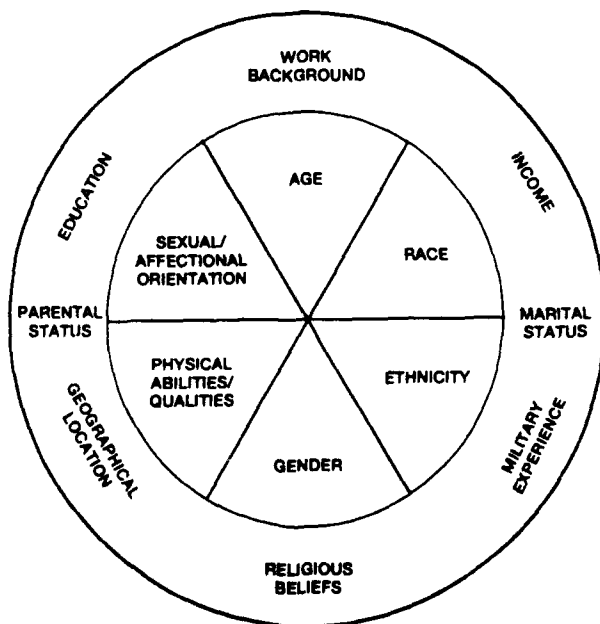 WORK
BACKGROUND
INCOME
MARITAL
STATUS
MILITARY
EXPERIENCE
RELIGIOUS
BELIEFS
GEOGRAPHICAL
LOCATION
PARENTAL
STATUS
EDUCATION
AGE
RACE
ETHNICITY
GENDER
PHYSICAL
ABILITIES/
QUALITIES
SEXUAL/
AFFECTIONAL
ORIENTATION